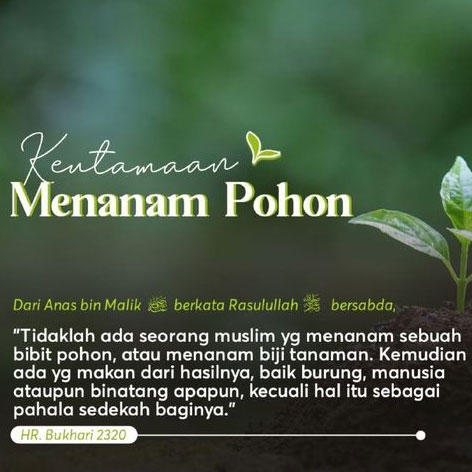 Keutamaan
Menanam Pohon
Dari Anas bin Malik ﷺ berkata Rasulullah ﷺ bersabda,
"Tidaklah ada seorang muslim yg menanam sebuah
bibit pohon, atau menanam biji tanaman. Kemudian
ada yg makan dari hasilnya, baik burung, manusia
ataupun binatang apapun, kecuali hal itu sebagai
pahala sedekah baginya."
HR. Bukhari 2320